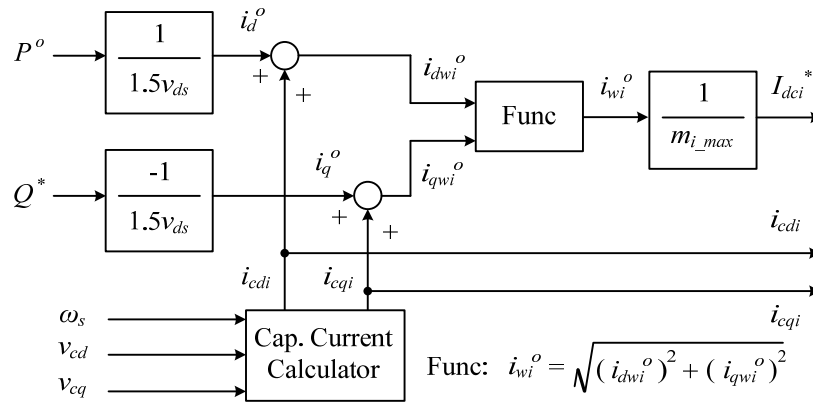 P^o
1
1.5v_ds
i_d^o
+
+
i_dwi^o
Func
i_wi^o
1
m_i_max
I_dci^*
Q^*
-1
1.5v_ds
i_q^o
+
+
i_qwi^o
i_cdi
i_cdi
i_cqi
i_cqi
ω_s
v_cd
v_cq
Cap. Current
Calculator
Func: i_wi^o = √(( i_dwi^o )^2 + ( i_qwi^o )^2)